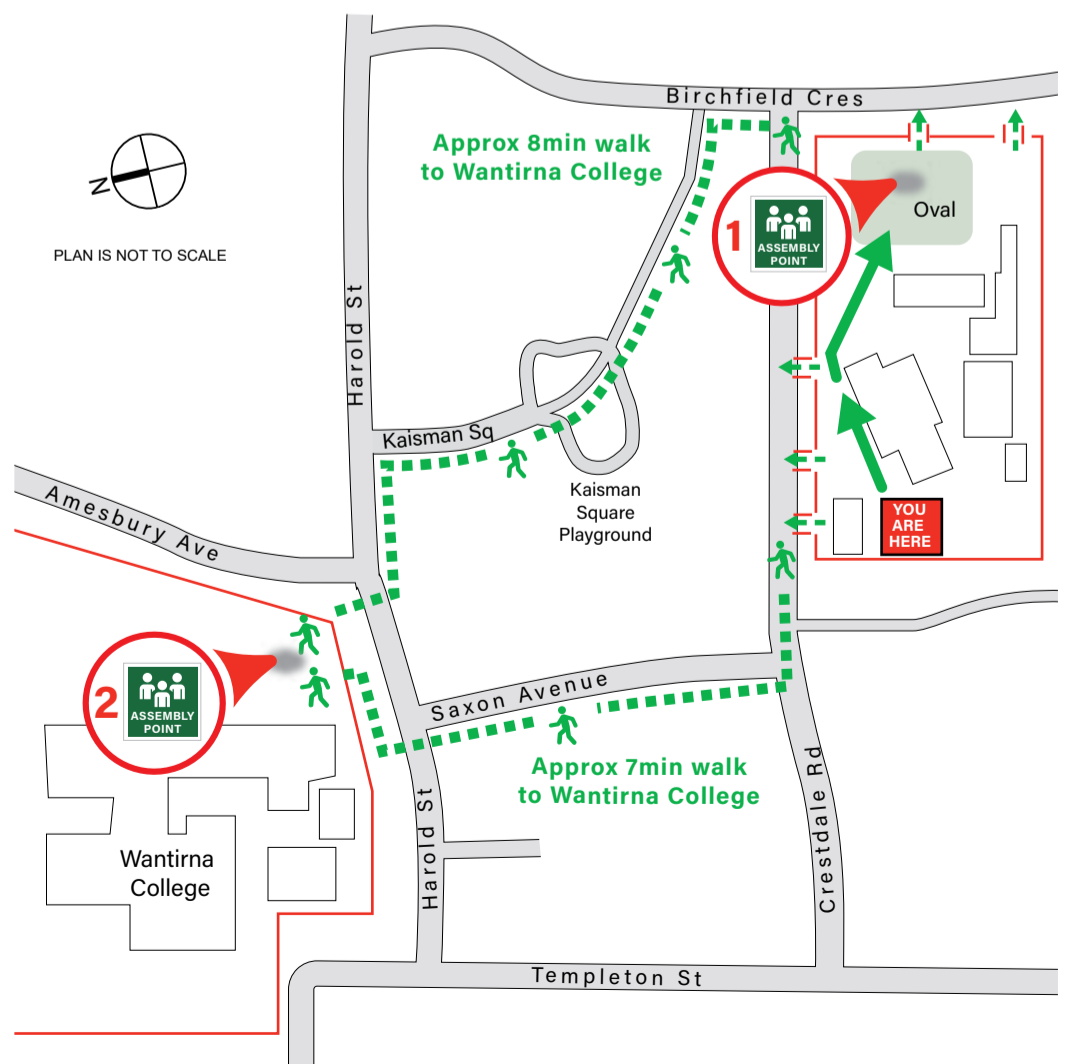 Birchfield Cres
Approx 8min walk
to Wantirna College
N
PLAN IS NOT TO SCALE
1
ASSEMBLY
POINT
Oval
Harold St
Kaisman Sq
Kaisman
Square
Playground
Amesbury Ave
YOU
ARE
HERE
2
ASSEMBLY
POINT
Saxon Avenue
Approx 7min walk
to Wantirna College
Wantirna
College
Harold St
Crestdale Rd
Templeton St